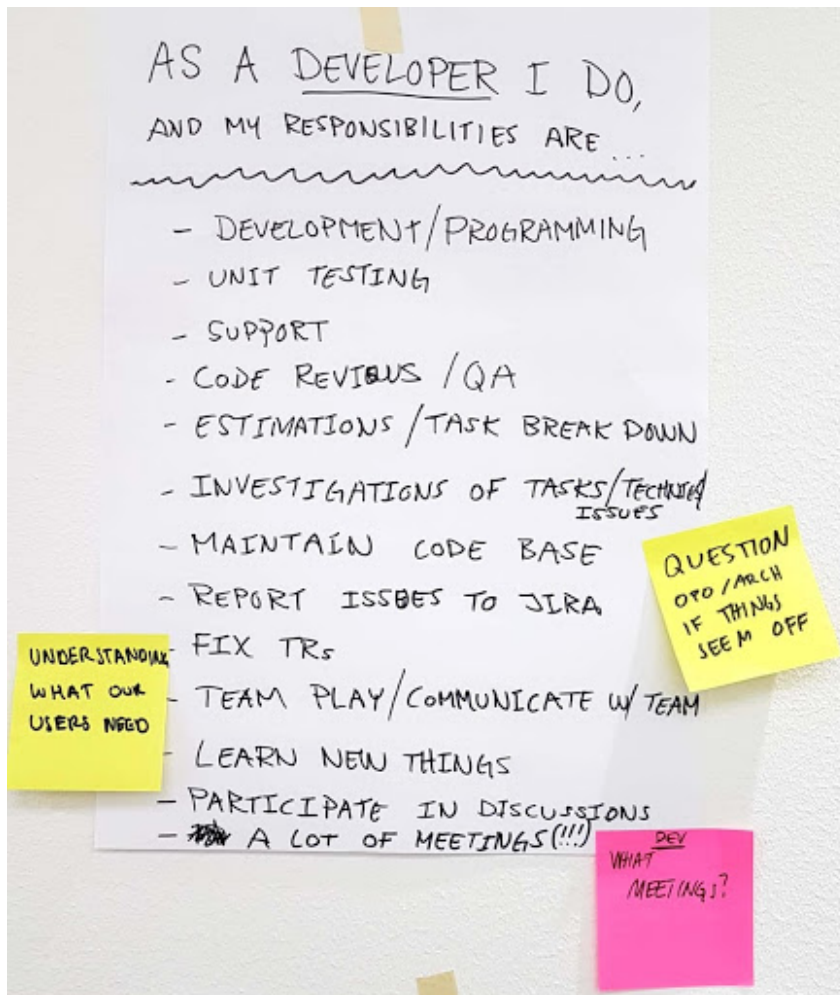 AS A DEVELOPER I DO,
AND MY RESPONSIBILITIES ARE...
- DEVELOPMENT/PROGRAMMING
- UNIT TESTING
- SUPPORT
- CODE REVIEWS / QA
- ESTIMATIONS / TASK BREAK DOWN
- INVESTIGATIONS OF TASKS/TECHNICAL
ISSUES
- MAINTAIN CODE BASE
- REPORT ISSUES TO JIRA
- FIX TRs
- TEAM PLAY/COMMUNICATE W/ TEAM
- LEARN NEW THINGS
- PARTICIPATE IN DISCUSSIONS
- A LOT OF MEETINGS(!!!)
QUESTION
OPO/ARCH
IF THINGS
SEEM OFF
UNDERSTANDING
WHAT OUR
USERS NEED
DEV
WHAT
MEETINGS?